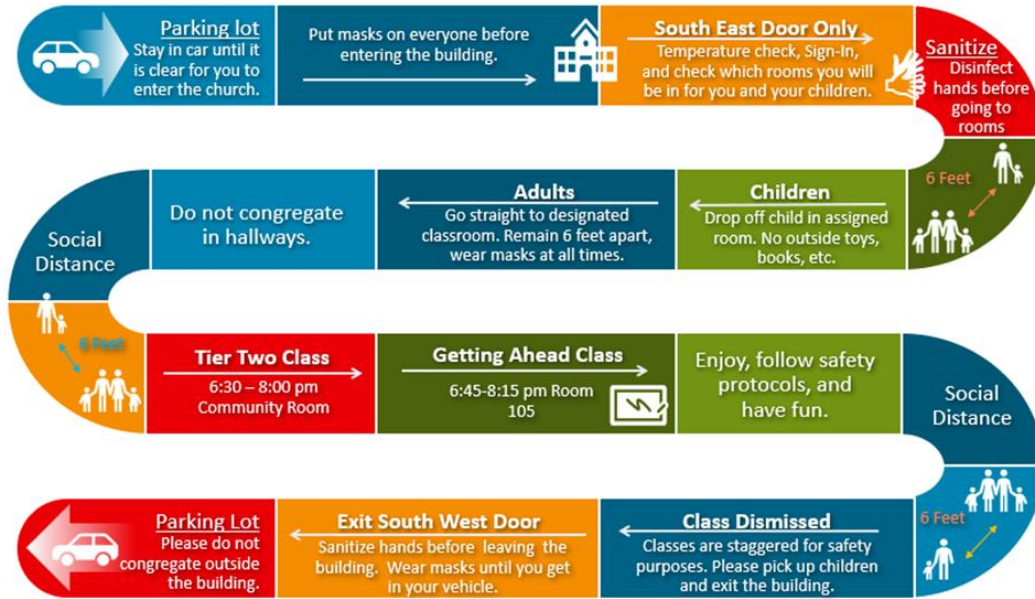 Parking lot
Stay in car until it
is clear for you to
enter the church.
Put masks on everyone before
entering the building.
South East Door Only
Temperature check, Sign-In,
and check which rooms you will
be in for you and your children.
Sanitize
Disinfect
hands before
going to
rooms
6 Feet
Children
Drop off child in assigned
room. No outside toys,
books, etc.
Adults
Go straight to designated
classroom. Remain 6 feet apart,
wear masks at all times.
Do not congregate
in hallways.
Social
Distance
6 Feet
Tier Two Class
6:30 – 8:00 pm
Community Room
Getting Ahead Class
6:45-8:15 pm Room
105
Enjoy, follow safety
protocols, and
have fun.
Social
Distance
6 Feet
Class Dismissed
Classes are staggered for safety
purposes. Please pick up children
and exit the building.
Exit South West Door
Sanitize hands before leaving the
building. Wear masks until you get
in your vehicle.
Parking Lot
Please do not
congregate outside
the building.